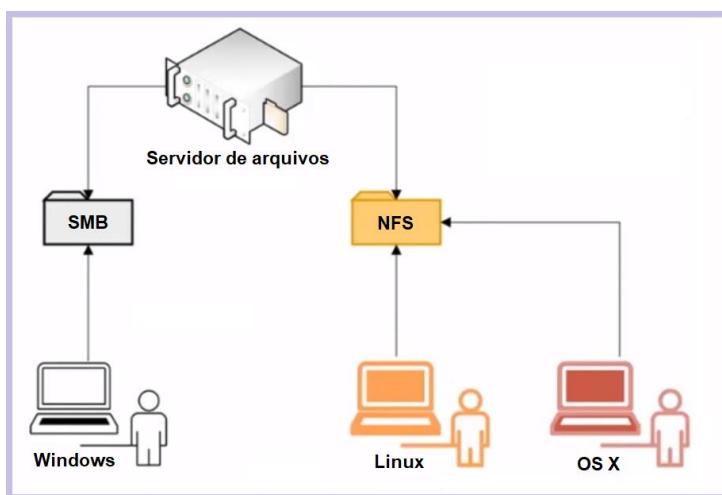 Servidor de arquivos
SMB
NFS
Windows
Linux
OS X